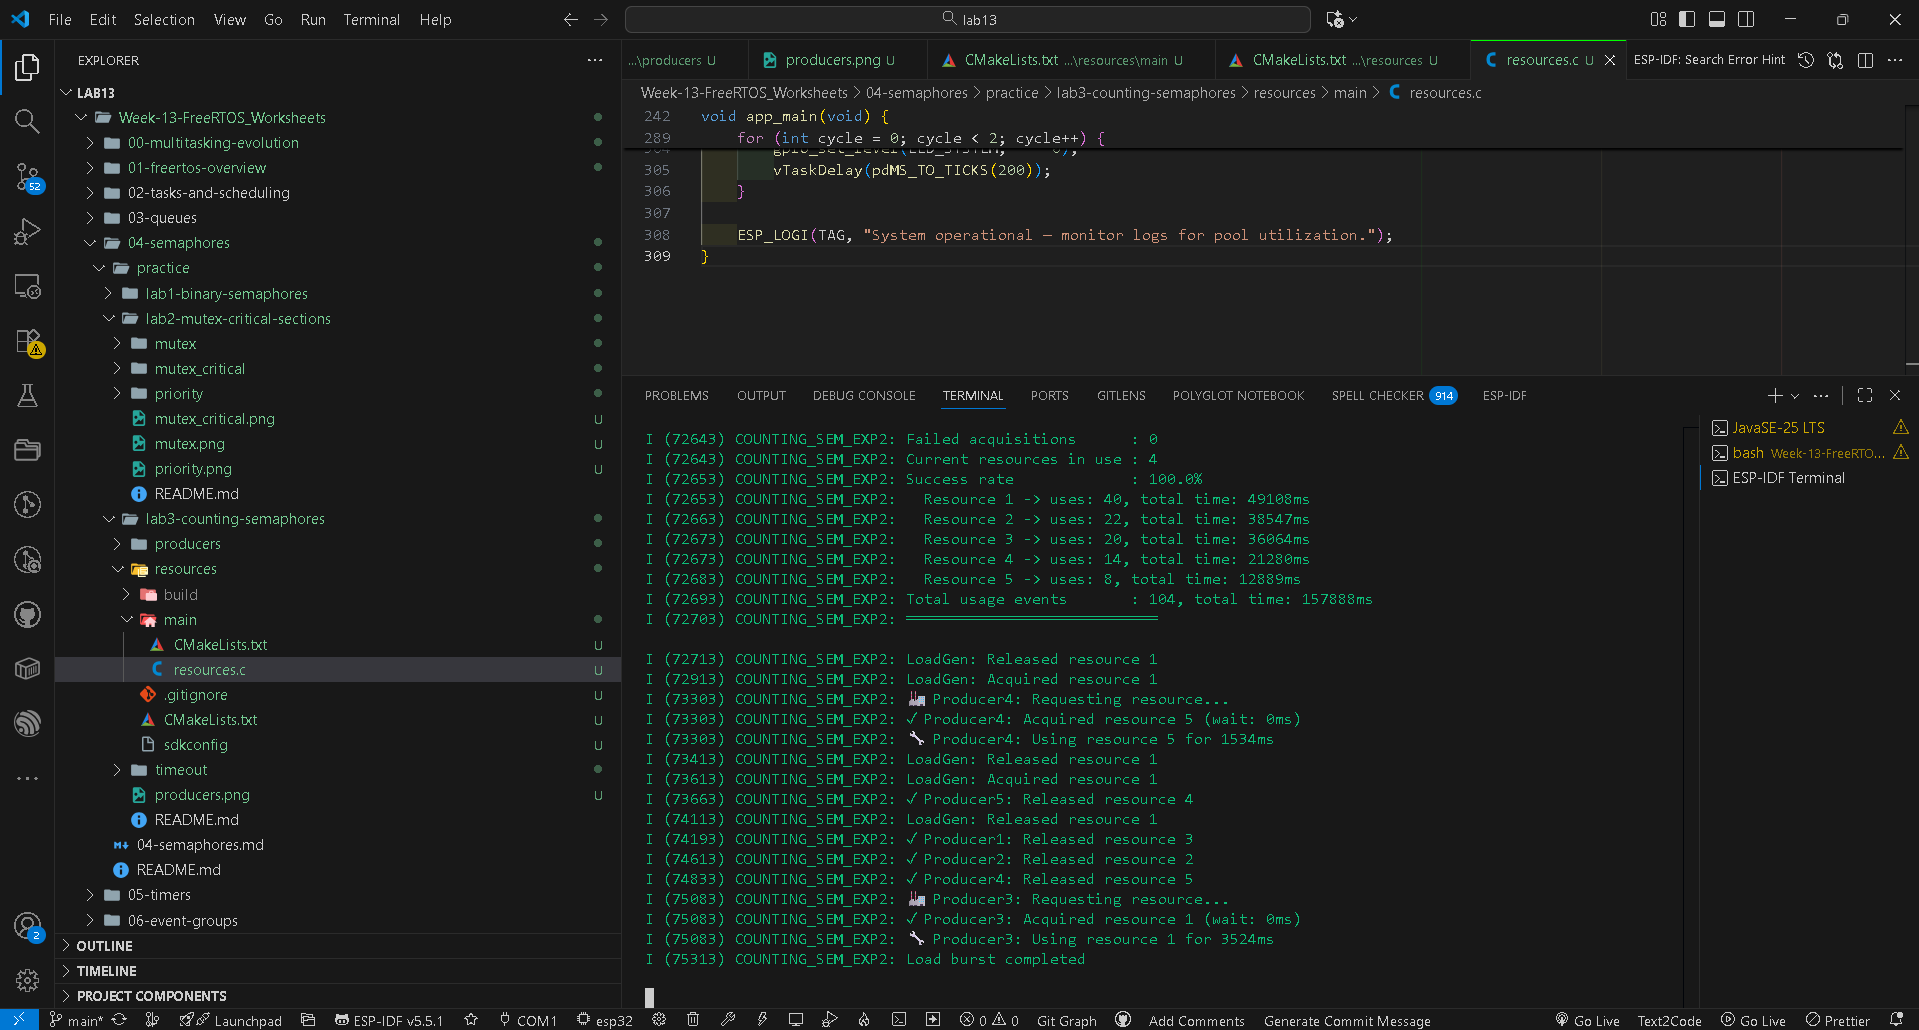 File Edit Selection View Go Run Terminal Help
lab13
EXPLORER
LAB13
Week-13-FreeRTOS_Worksheets
00-multitasking-evolution
01-freertos-overview
02-tasks-and-scheduling
03-queues
04-semaphores
practice
lab1-binary-semaphores
lab2-mutex-critical-sections
mutex
mutex_critical
priority
mutex_critical.png U
mutex.png U
priority.png U
README.md
lab3-counting-semaphores
producers
resources
build
main
CMakeLists.txt U
resources.c U
.gitignore U
CMakeLists.txt U
sdkconfig U
timeout
producers.png U
README.md
04-semaphores.md
README.md
05-timers
06-event-groups
OUTLINE
TIMELINE
PROJECT COMPONENTS
52
2
...\producers U
producers.png U
CMakeLists.txt ...\resources\main U
CMakeLists.txt ...\resources U
resources.c U
ESP-IDF: Search Error Hint
Week-13-FreeRTOS_Worksheets > 04-semaphores > practice > lab3-counting-semaphores > resources > main > resources.c
242 void app_main(void) {
289 for (int cycle = 0; cycle < 2; cycle++) {
305 vTaskDelay(pdMS_TO_TICKS(200));
306 }
307
308 ESP_LOGI(TAG, "System operational — monitor logs for pool utilization.");
309 }
PROBLEMS OUTPUT DEBUG CONSOLE TERMINAL PORTS GITLENS POLYGLOT NOTEBOOK SPELL CHECKER 914 ESP-IDF
I (72643) COUNTING_SEM_EXP2: Failed acquisitions : 0
I (72643) COUNTING_SEM_EXP2: Current resources in use : 4
I (72653) COUNTING_SEM_EXP2: Success rate : 100.0%
I (72653) COUNTING_SEM_EXP2: Resource 1 -> uses: 40, total time: 49108ms
I (72663) COUNTING_SEM_EXP2: Resource 2 -> uses: 22, total time: 38547ms
I (72673) COUNTING_SEM_EXP2: Resource 3 -> uses: 20, total time: 36064ms
I (72673) COUNTING_SEM_EXP2: Resource 4 -> uses: 14, total time: 21280ms
I (72683) COUNTING_SEM_EXP2: Resource 5 -> uses: 8, total time: 12889ms
I (72693) COUNTING_SEM_EXP2: Total usage events : 104, total time: 157888ms
I (72703) COUNTING_SEM_EXP2: ════════════════════════════
I (72713) COUNTING_SEM_EXP2: LoadGen: Released resource 1
I (72913) COUNTING_SEM_EXP2: LoadGen: Acquired resource 1
I (73303) COUNTING_SEM_EXP2: 🏭 Producer4: Requesting resource...
I (73303) COUNTING_SEM_EXP2: ✓ Producer4: Acquired resource 5 (wait: 0ms)
I (73303) COUNTING_SEM_EXP2: 🔧 Producer4: Using resource 5 for 1534ms
I (73413) COUNTING_SEM_EXP2: LoadGen: Released resource 1
I (73613) COUNTING_SEM_EXP2: LoadGen: Acquired resource 1
I (73663) COUNTING_SEM_EXP2: ✓ Producer5: Released resource 4
I (74113) COUNTING_SEM_EXP2: LoadGen: Released resource 1
I (74193) COUNTING_SEM_EXP2: ✓ Producer1: Released resource 3
I (74613) COUNTING_SEM_EXP2: ✓ Producer2: Released resource 2
I (74833) COUNTING_SEM_EXP2: ✓ Producer4: Released resource 5
I (75083) COUNTING_SEM_EXP2: 🏭 Producer3: Requesting resource...
I (75083) COUNTING_SEM_EXP2: ✓ Producer3: Acquired resource 1 (wait: 0ms)
I (75083) COUNTING_SEM_EXP2: 🔧 Producer3: Using resource 1 for 3524ms
I (75313) COUNTING_SEM_EXP2: Load burst completed
JavaSE-25 LTS
bash Week-13-FreeRTO...
ESP-IDF Terminal
main* Launchpad ESP-IDF v5.5.1 COM1 esp32 0 0 Git Graph Add Comments Generate Commit Message Go Live Text2Code Go Live Prettier